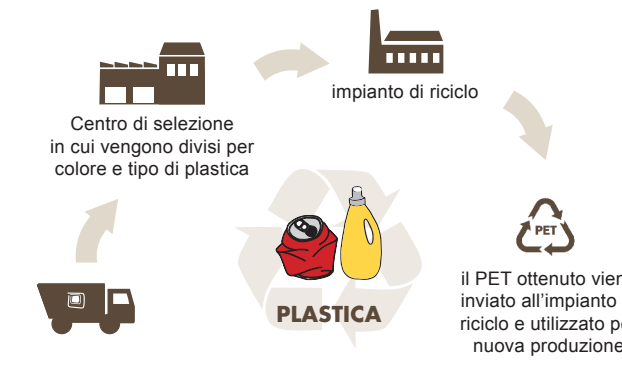 Centro di selezione
in cui vengono divisi per
colore e tipo di plastica
impianto di riciclo
PET
il PET ottenuto
inviato all’impianto
riciclo e utilizzato
nuova produzione
PLASTICA